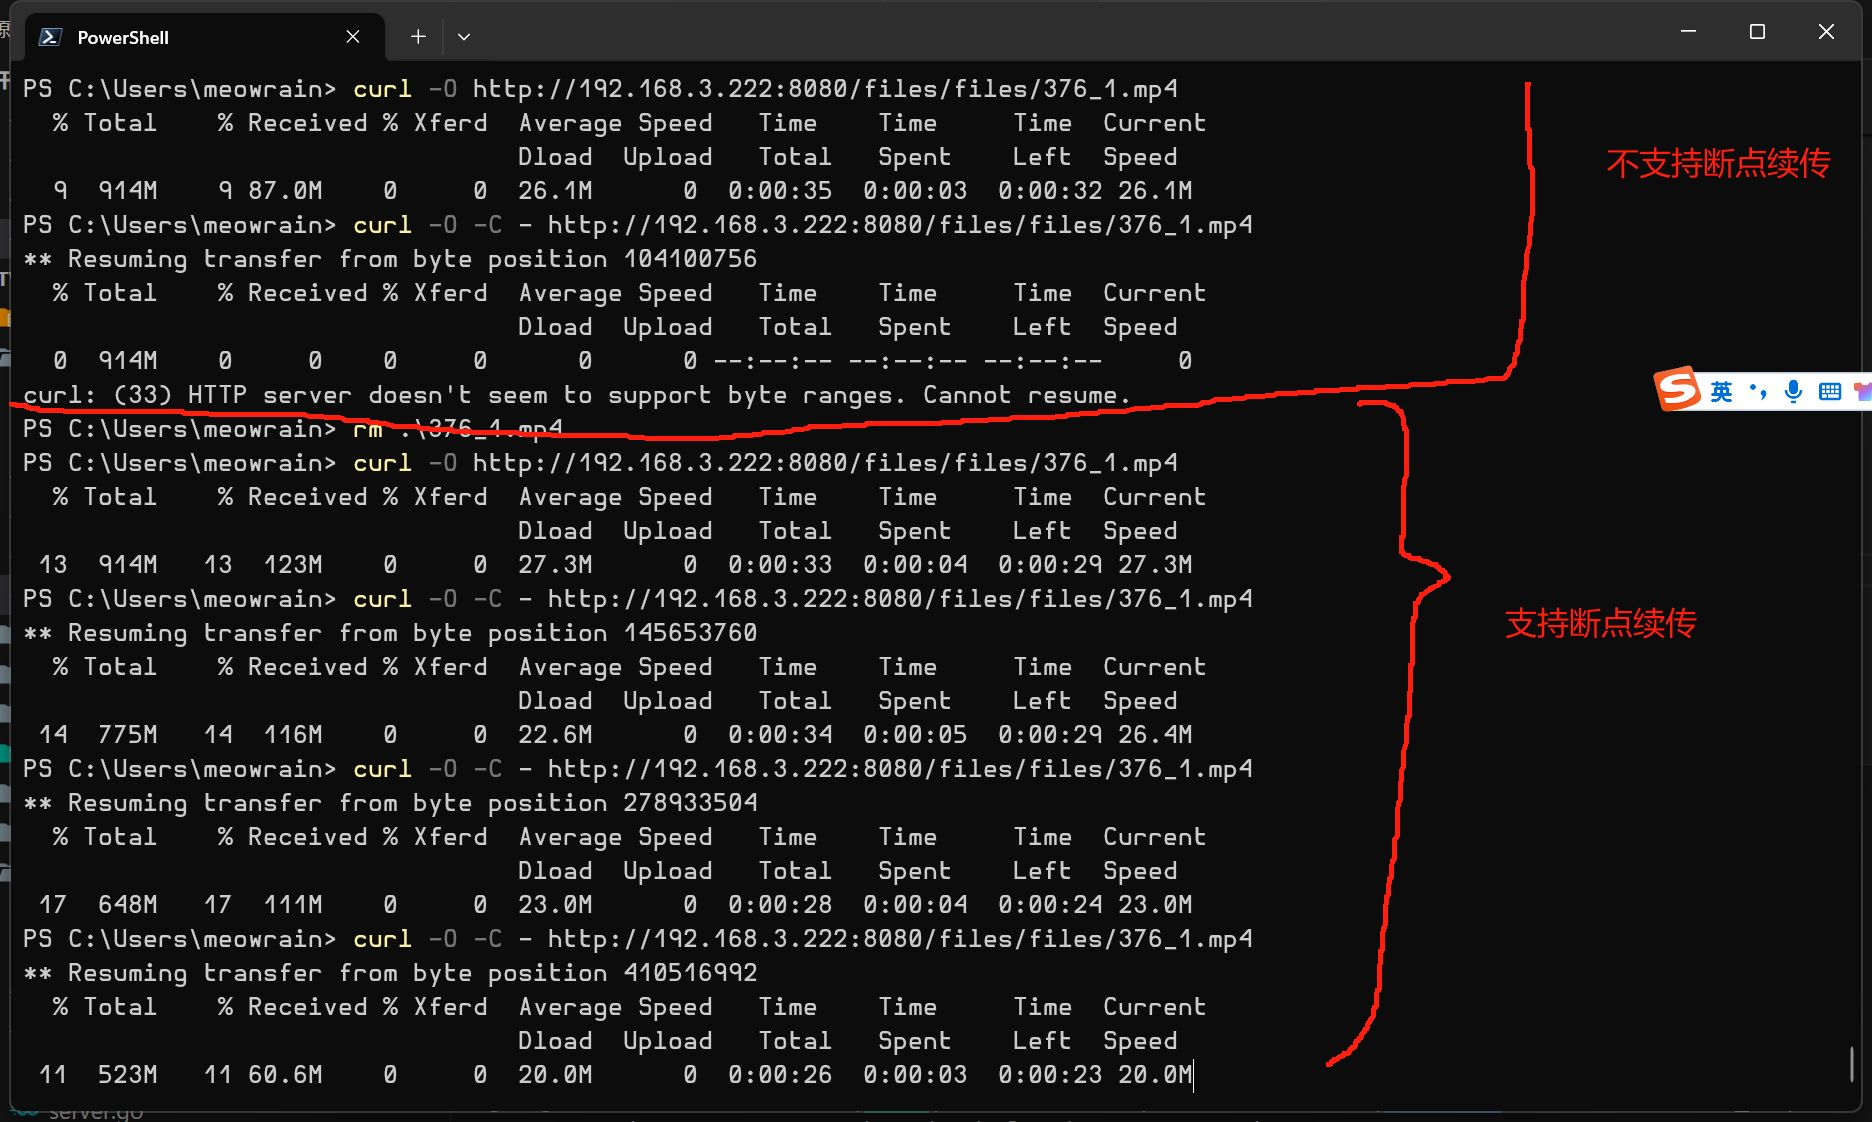 PowerShell
PS C:\Users\meowrain> curl -O http://192.168.3.222:8080/files/files/376_1.mp4
% Total % Received % Xferd Average Speed Time Time Time Current
Dload Upload Total Spent Left Speed
9 914M 9 87.0M 0 0 26.1M 0 0:00:35 0:00:03 0:00:32 26.1M
不支持断点续传
PS C:\Users\meowrain> curl -O -C - http://192.168.3.222:8080/files/files/376_1.mp4
** Resuming transfer from byte position 104100756
% Total % Received % Xferd Average Speed Time Time Time Current
Dload Upload Total Spent Left Speed
0 914M 0 0 0 0 0 0 --:--:-- --:--:-- --:--:-- 0
curl: (33) HTTP server doesn't seem to support byte ranges. Cannot resume.
英
PS C:\Users\meowrain> rm .\376_1.mp4
PS C:\Users\meowrain> curl -O http://192.168.3.222:8080/files/files/376_1.mp4
% Total % Received % Xferd Average Speed Time Time Time Current
Dload Upload Total Spent Left Speed
13 914M 13 123M 0 0 27.3M 0 0:00:33 0:00:04 0:00:29 27.3M
PS C:\Users\meowrain> curl -O -C - http://192.168.3.222:8080/files/files/376_1.mp4
** Resuming transfer from byte position 145653760
支持断点续传
% Total % Received % Xferd Average Speed Time Time Time Current
Dload Upload Total Spent Left Speed
14 775M 14 116M 0 0 22.6M 0 0:00:34 0:00:05 0:00:29 26.4M
PS C:\Users\meowrain> curl -O -C - http://192.168.3.222:8080/files/files/376_1.mp4
** Resuming transfer from byte position 278933504
% Total % Received % Xferd Average Speed Time Time Time Current
Dload Upload Total Spent Left Speed
17 648M 17 111M 0 0 23.0M 0 0:00:28 0:00:04 0:00:24 23.0M
PS C:\Users\meowrain> curl -O -C - http://192.168.3.222:8080/files/files/376_1.mp4
** Resuming transfer from byte position 410516992
% Total % Received % Xferd Average Speed Time Time Time Current
Dload Upload Total Spent Left Speed
11 523M 11 60.6M 0 0 20.0M 0 0:00:26 0:00:03 0:00:23 20.0M
server.go